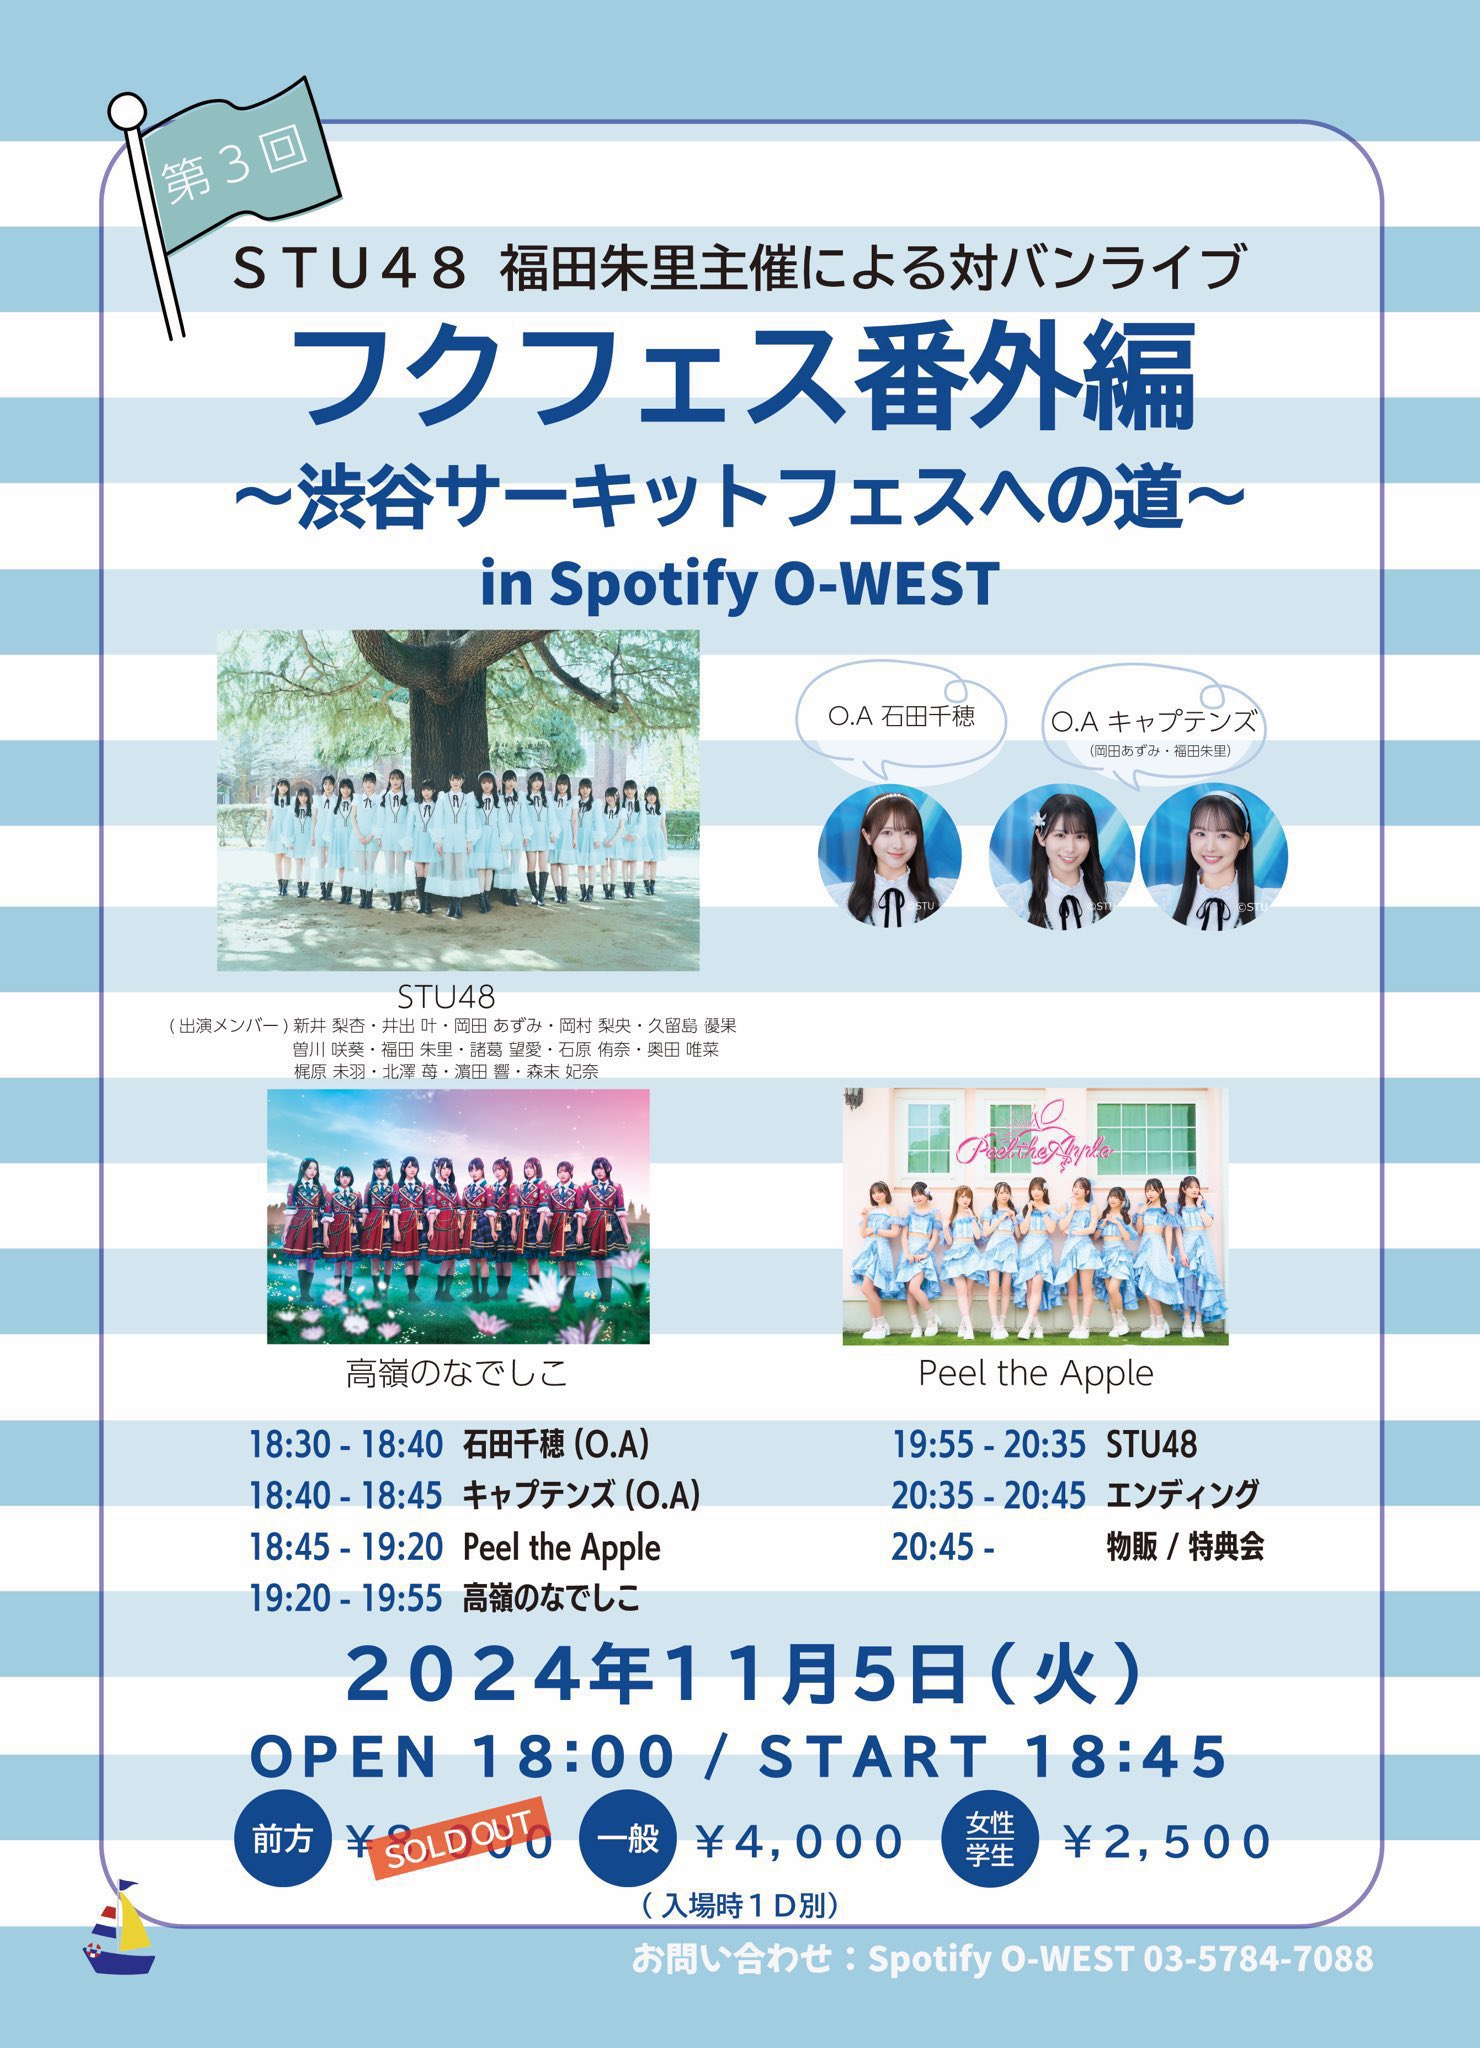 第3回
STU48 福田朱里主催による対バンライブ
フクフェス番外編
～渋谷サーキットフェスへの道～
in Spotify O-WEST
O.A 石田千穂
O.A キャプテンズ
（岡田あずみ・福田朱里）
©STU
©STU
©STU
STU48
(出演メンバー) 新井 梨杏・井出 叶・岡田 あずみ・岡村 梨央・久留島 優果
曽川 咲葵・福田 朱里・諸葛 望愛・石原 侑奈・奥田 唯菜
梶原 未羽・北澤 苺・濵田 響・森末 妃奈
Peel the Apple
高嶺のなでしこ
Peel the Apple
18:30 - 18:40 石田千穂 (O.A)
18:40 - 18:45 キャプテンズ (O.A)
18:45 - 19:20 Peel the Apple
19:20 - 19:55 高嶺のなでしこ
19:55 - 20:35 STU48
20:35 - 20:45 エンディング
20:45 - 物販 / 特典会
2024年11月5日(火)
OPEN 18:00 / START 18:45
前方 ¥8,000 SOLD OUT 一般 ¥4,000 女性 学生 ¥2,500
(入場時1D別)
お問い合わせ：Spotify O-WEST 03-5784-7088